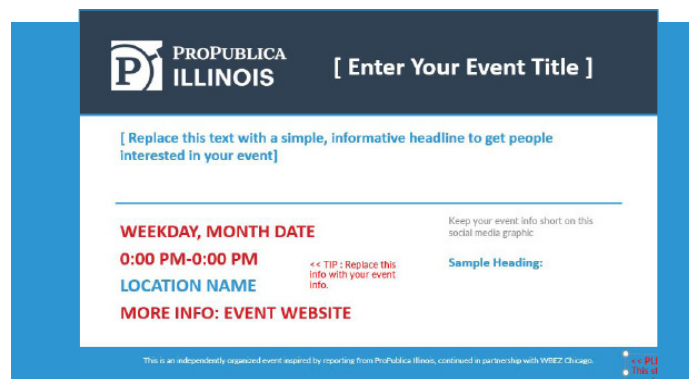 PROPUBLICA
ILLINOIS
[ Enter Your Event Title ]
[ Replace this text with a simple, informative headline to get people
interested in your event]
WEEKDAY, MONTH DATE
0:00 PM-0:00 PM
LOCATION NAME
MORE INFO: EVENT WEBSITE
<< TIP : Replace this
info with your event
info.
Keep your event info short on this
social media graphic
Sample Heading:
This is an independently organized event inspired by reporting from ProPublica Illinois, continued in partnership with WBEZ Chicago.
<<
This